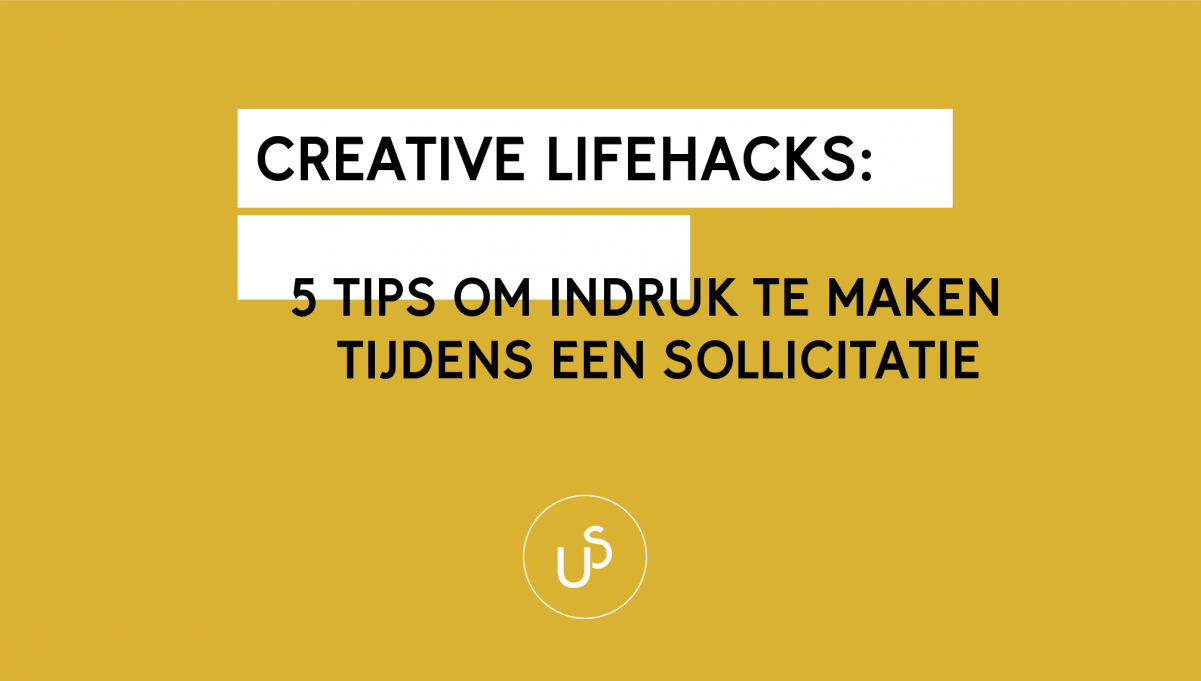 CREATIVE LIFEHACKS:
5 TIPS OM INDRUK TE MAKEN
TIJDENS EEN SOLLICITATIE
US